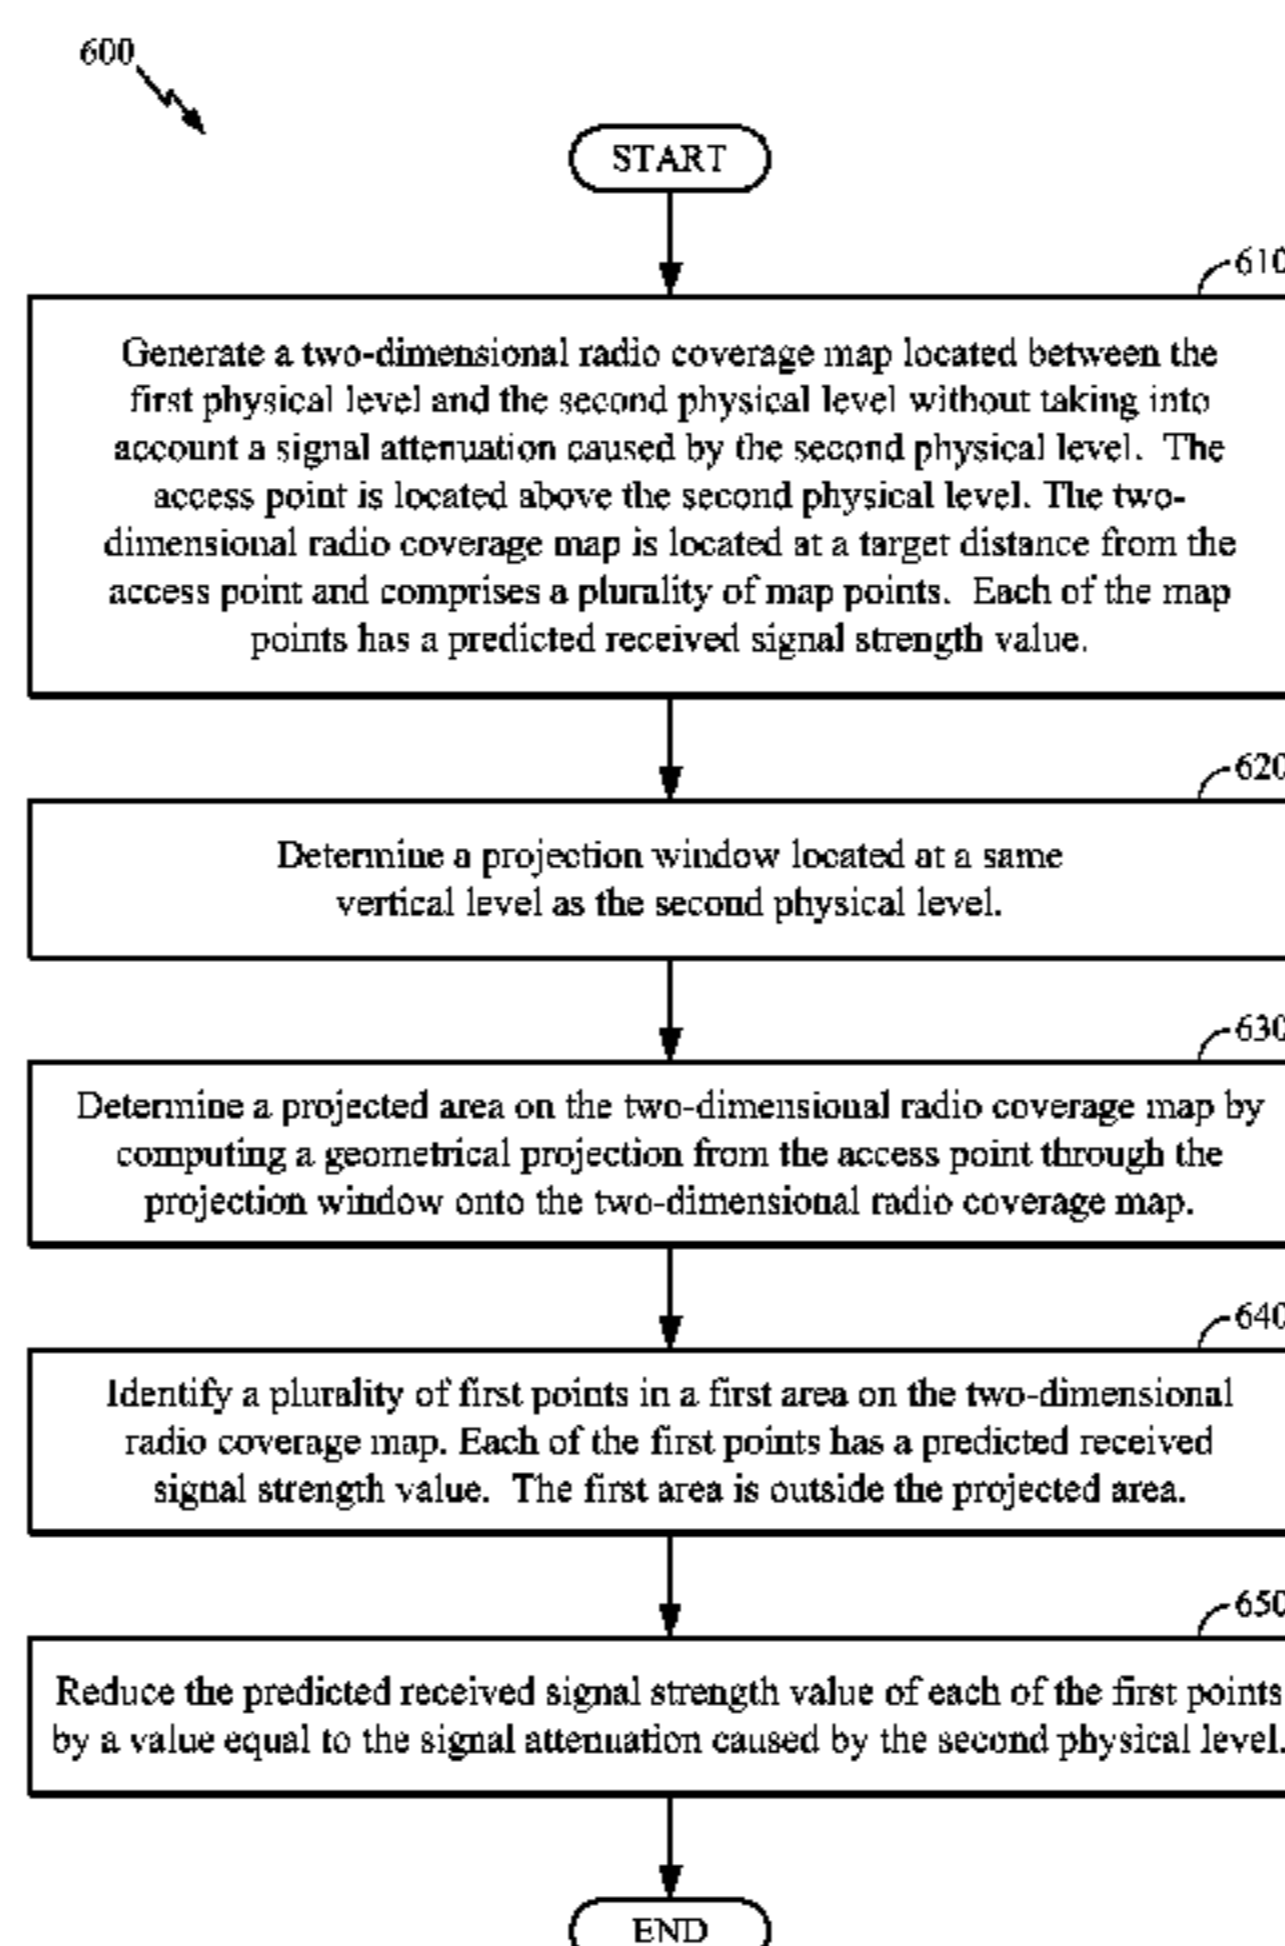 600
START
610
Generate a two-dimensional radio coverage map located between the
first physical level and the second physical level without taking into
account a signal attenuation caused by the second physical level. The
access point is located above the second physical level. The two-
dimensional radio coverage map is located at a target distance from the
access point and comprises a plurality of map points. Each of the map
points has a predicted received signal strength value.
620
Determine a projection window located at a same
vertical level as the second physical level.
630
Determine a projected area on the two-dimensional radio coverage map by
computing a geometrical projection from the access point through the
projection window onto the two-dimensional radio coverage map.
640
Identify a plurality of first points in a first area on the two-dimensional
radio coverage map. Each of the first points has a predicted received
signal strength value. The first area is outside the projected area.
650
Reduce the predicted received signal strength value of each of the first points
by a value equal to the signal attenuation caused by the second physical level.
END